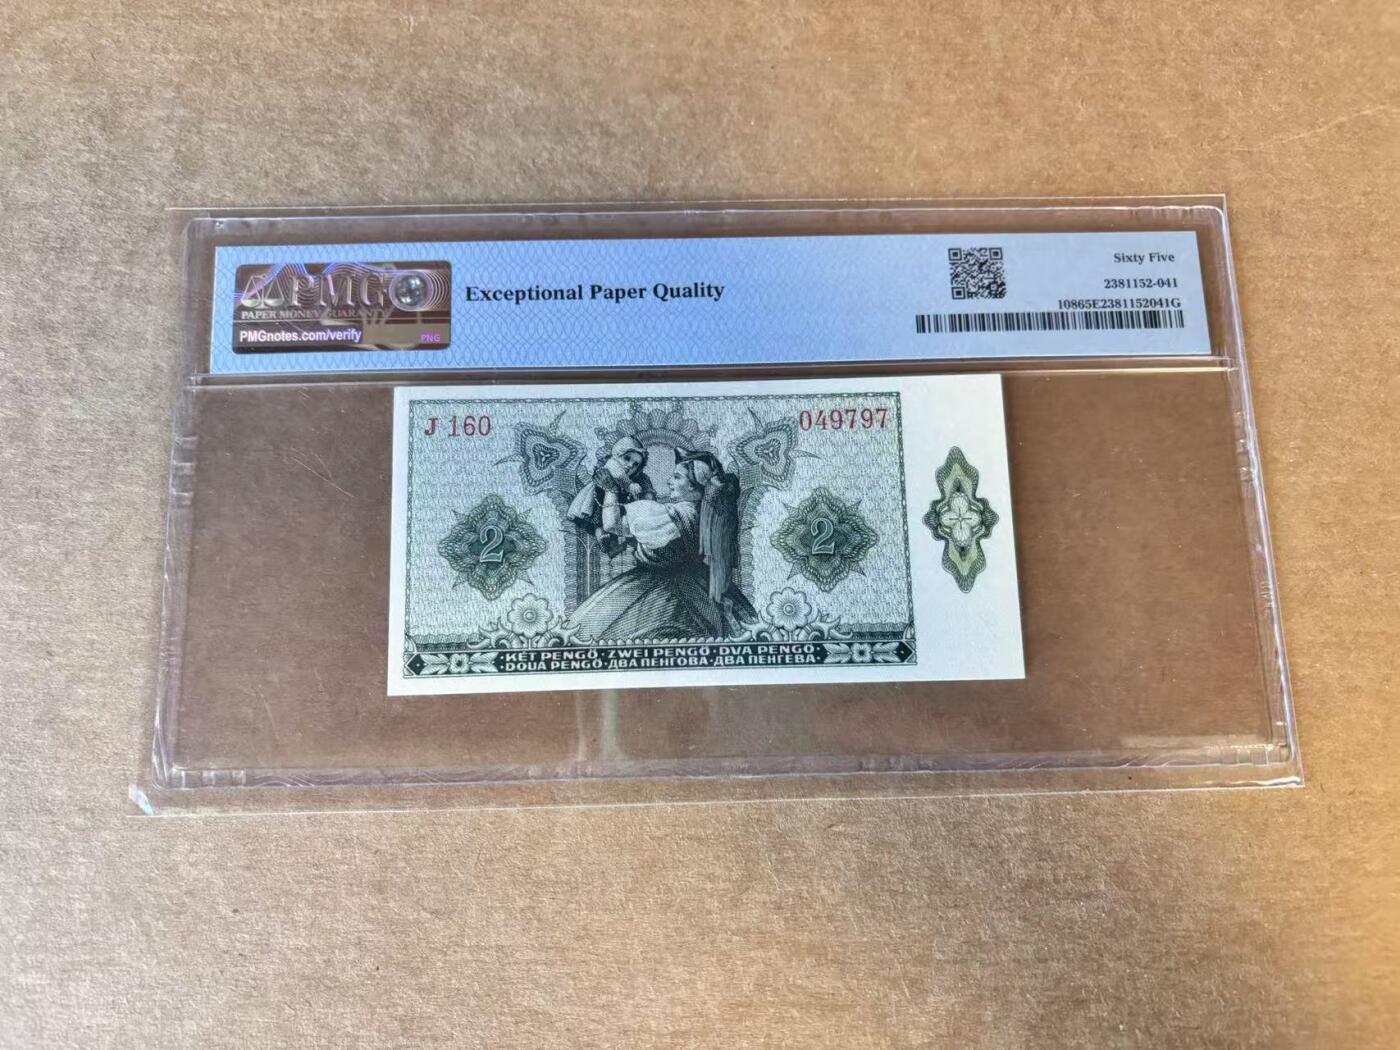 PMG
PAPER MONEY GUARANTY
PMGnotes.com/verify
PNG
Exceptional Paper Quality
Sixty Five
2381152-041
10865E2381152041G
J 160
049797
2
2
·KÉT PENGŐ·ZWEI PENGŐ·DVA PENGŐ·
·DOUĂ PENGŐ·ДВА ПЕНГОВА·ДВА ПЕНГЕВА·